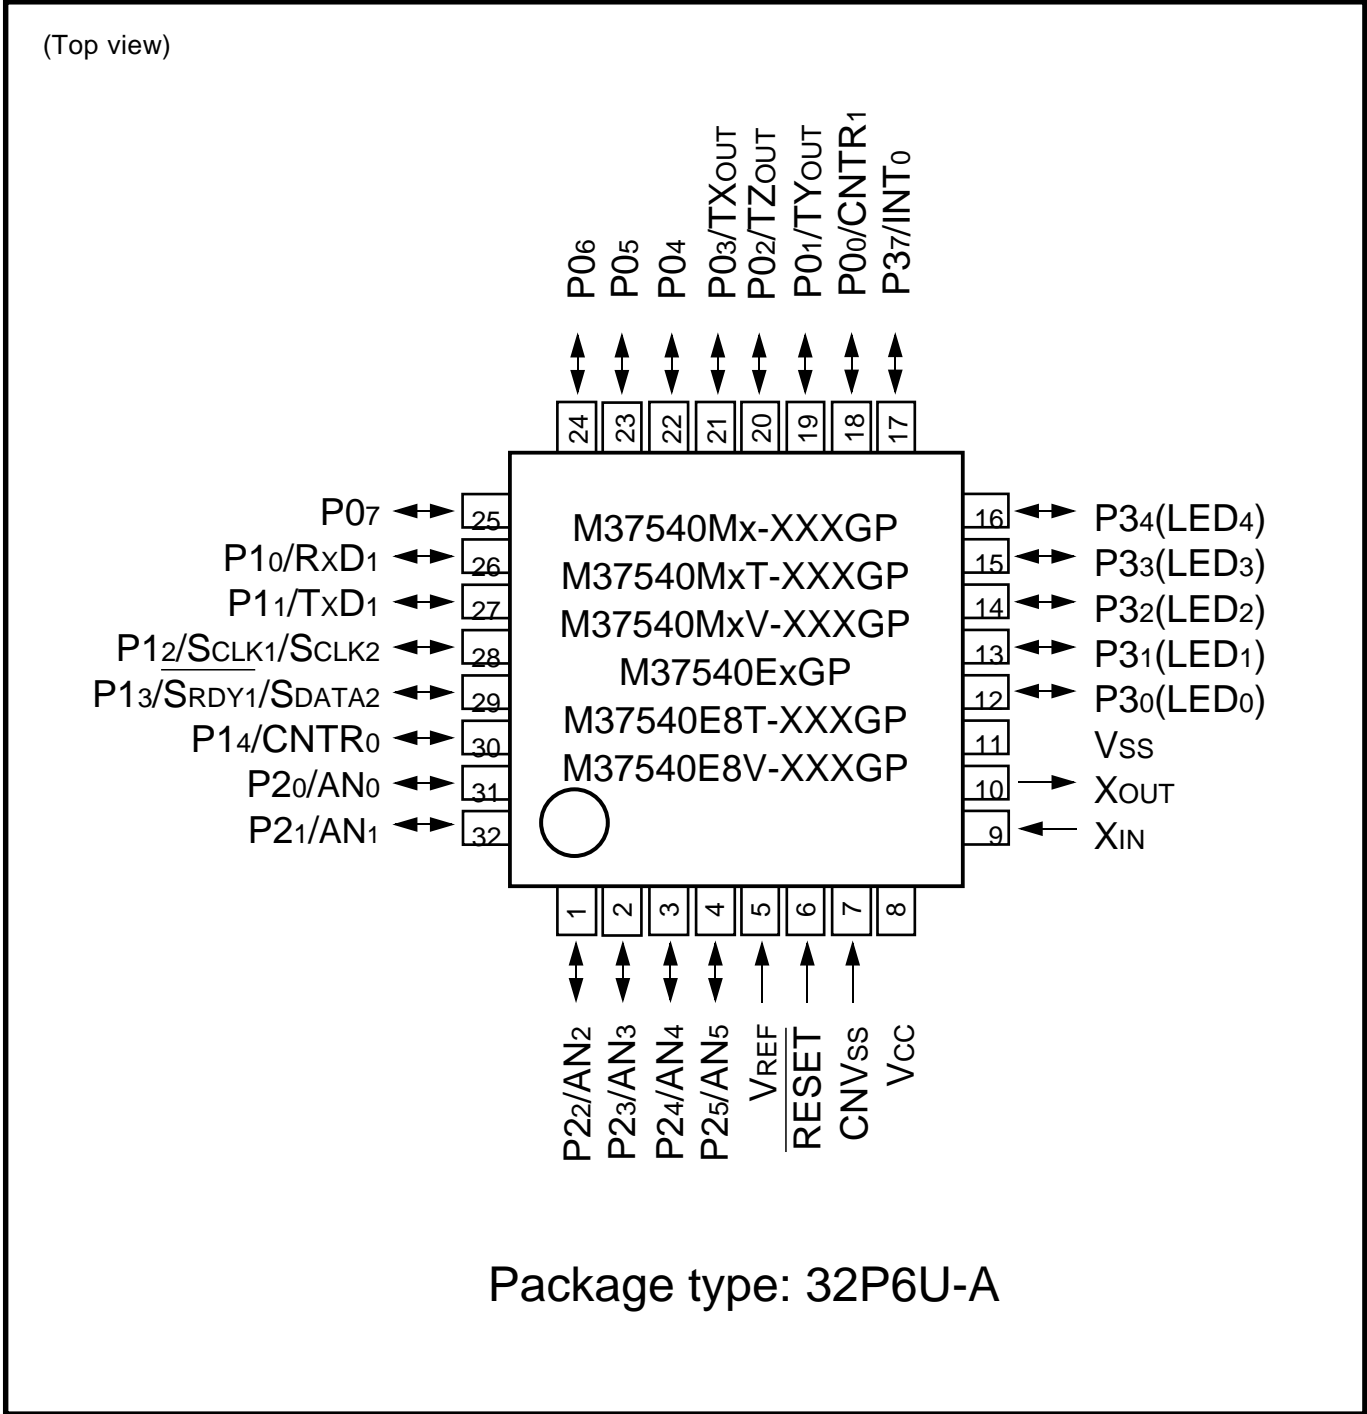 (Top view)
P06
P05
P04
P03/TXOUT
P02/TZOUT
P01/TYOUT
P00/CNTR1
P37/INT0
24
23
22
21
20
19
18
17
P07
25
P10/RxD1
26
P11/TxD1
27
P12/SCLK1/SCLK2
28
P13/SRDY1/SDATA2
29
P14/CNTR0
30
P20/AN0
31
P21/AN1
32
M37540Mx-XXXGP
M37540MxT-XXXGP
M37540MxV-XXXGP
M37540ExGP
M37540E8T-XXXGP
M37540E8V-XXXGP
16
P34(LED4)
15
P33(LED3)
14
P32(LED2)
13
P31(LED1)
12
P30(LED0)
11
VSS
10
XOUT
9
XIN
1
2
3
4
5
6
7
8
P22/AN2
P23/AN3
P24/AN4
P25/AN5
VREF
RESET
CNVSS
VCC
Package type: 32P6U-A